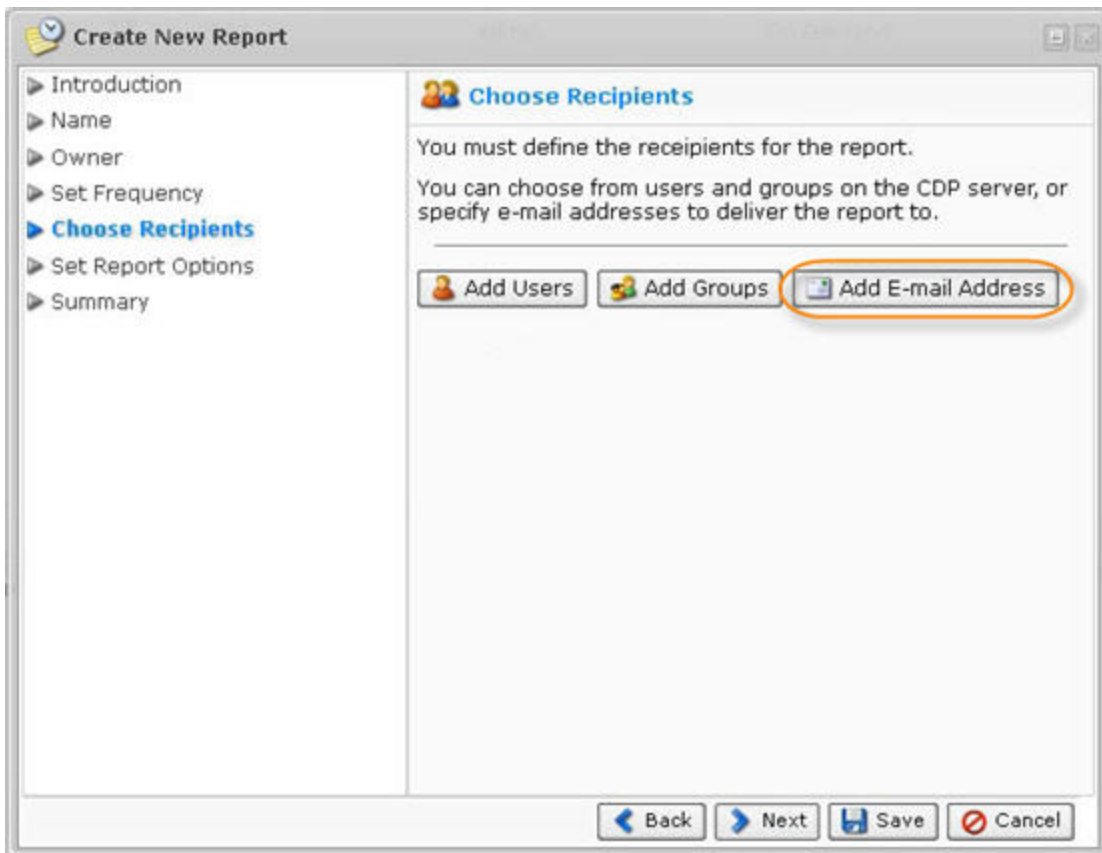 Create New Report
Introduction
Name
Owner
Set Frequency
Choose Recipients
Set Report Options
Summary
Choose Recipients
You must define the receipients for the report.
You can choose from users and groups on the CDP server, or
specify e-mail addresses to deliver the report to.
Add Users
Add Groups
Add E-mail Address
Back
Next
Save
Cancel